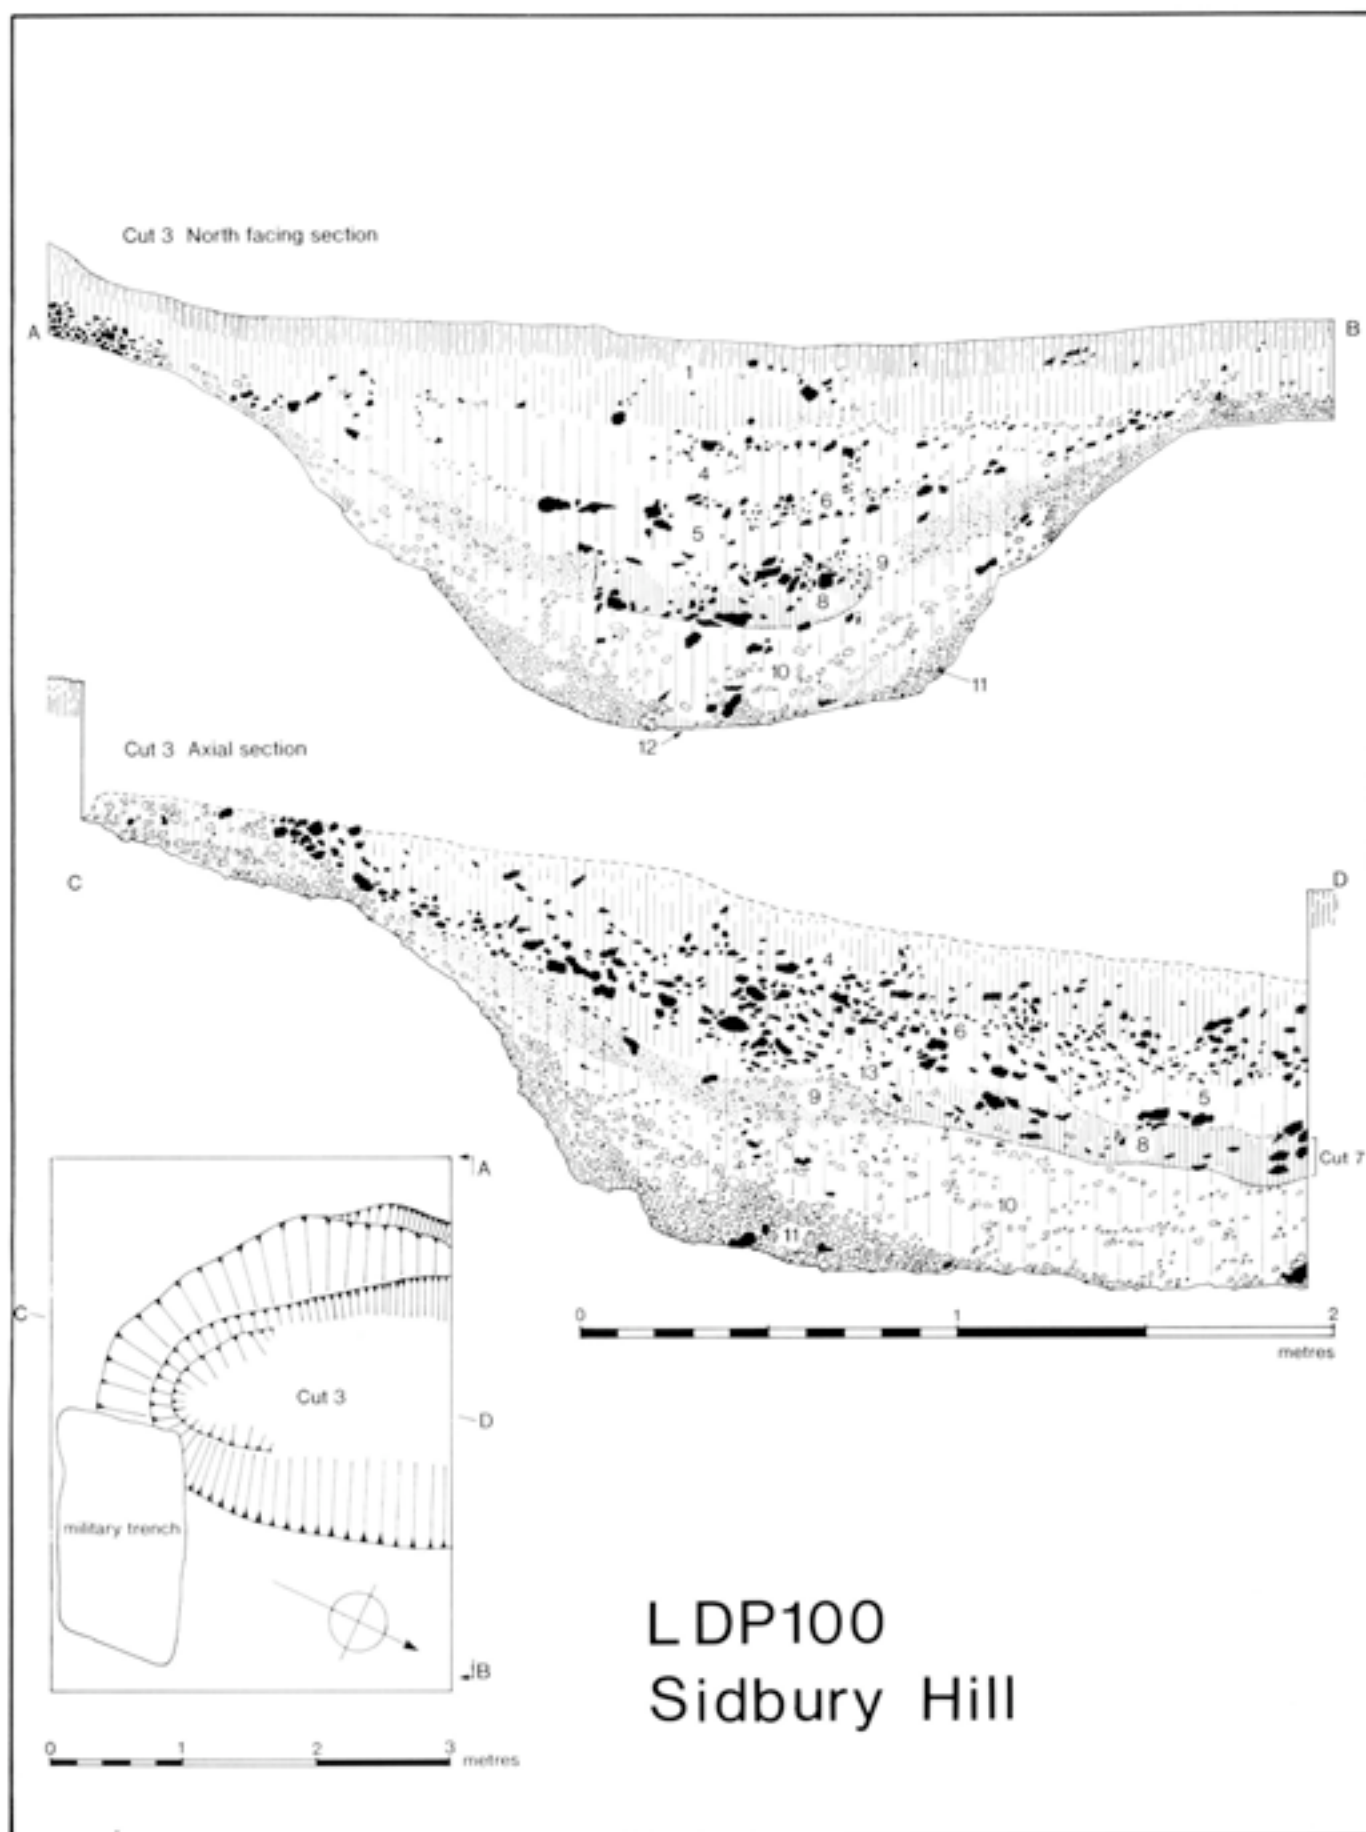 Cut 3 North facing section
A
B
1
4
6
5
9
8
10
11
12
Cut 3 Axial section
C
D
4
6
13
9
5
8
Cut 7
10
11
A
C
Cut 3
D
military trench
B
0 1 2
metres
0 1 2 3 metres
LDP100
Sidbury Hill